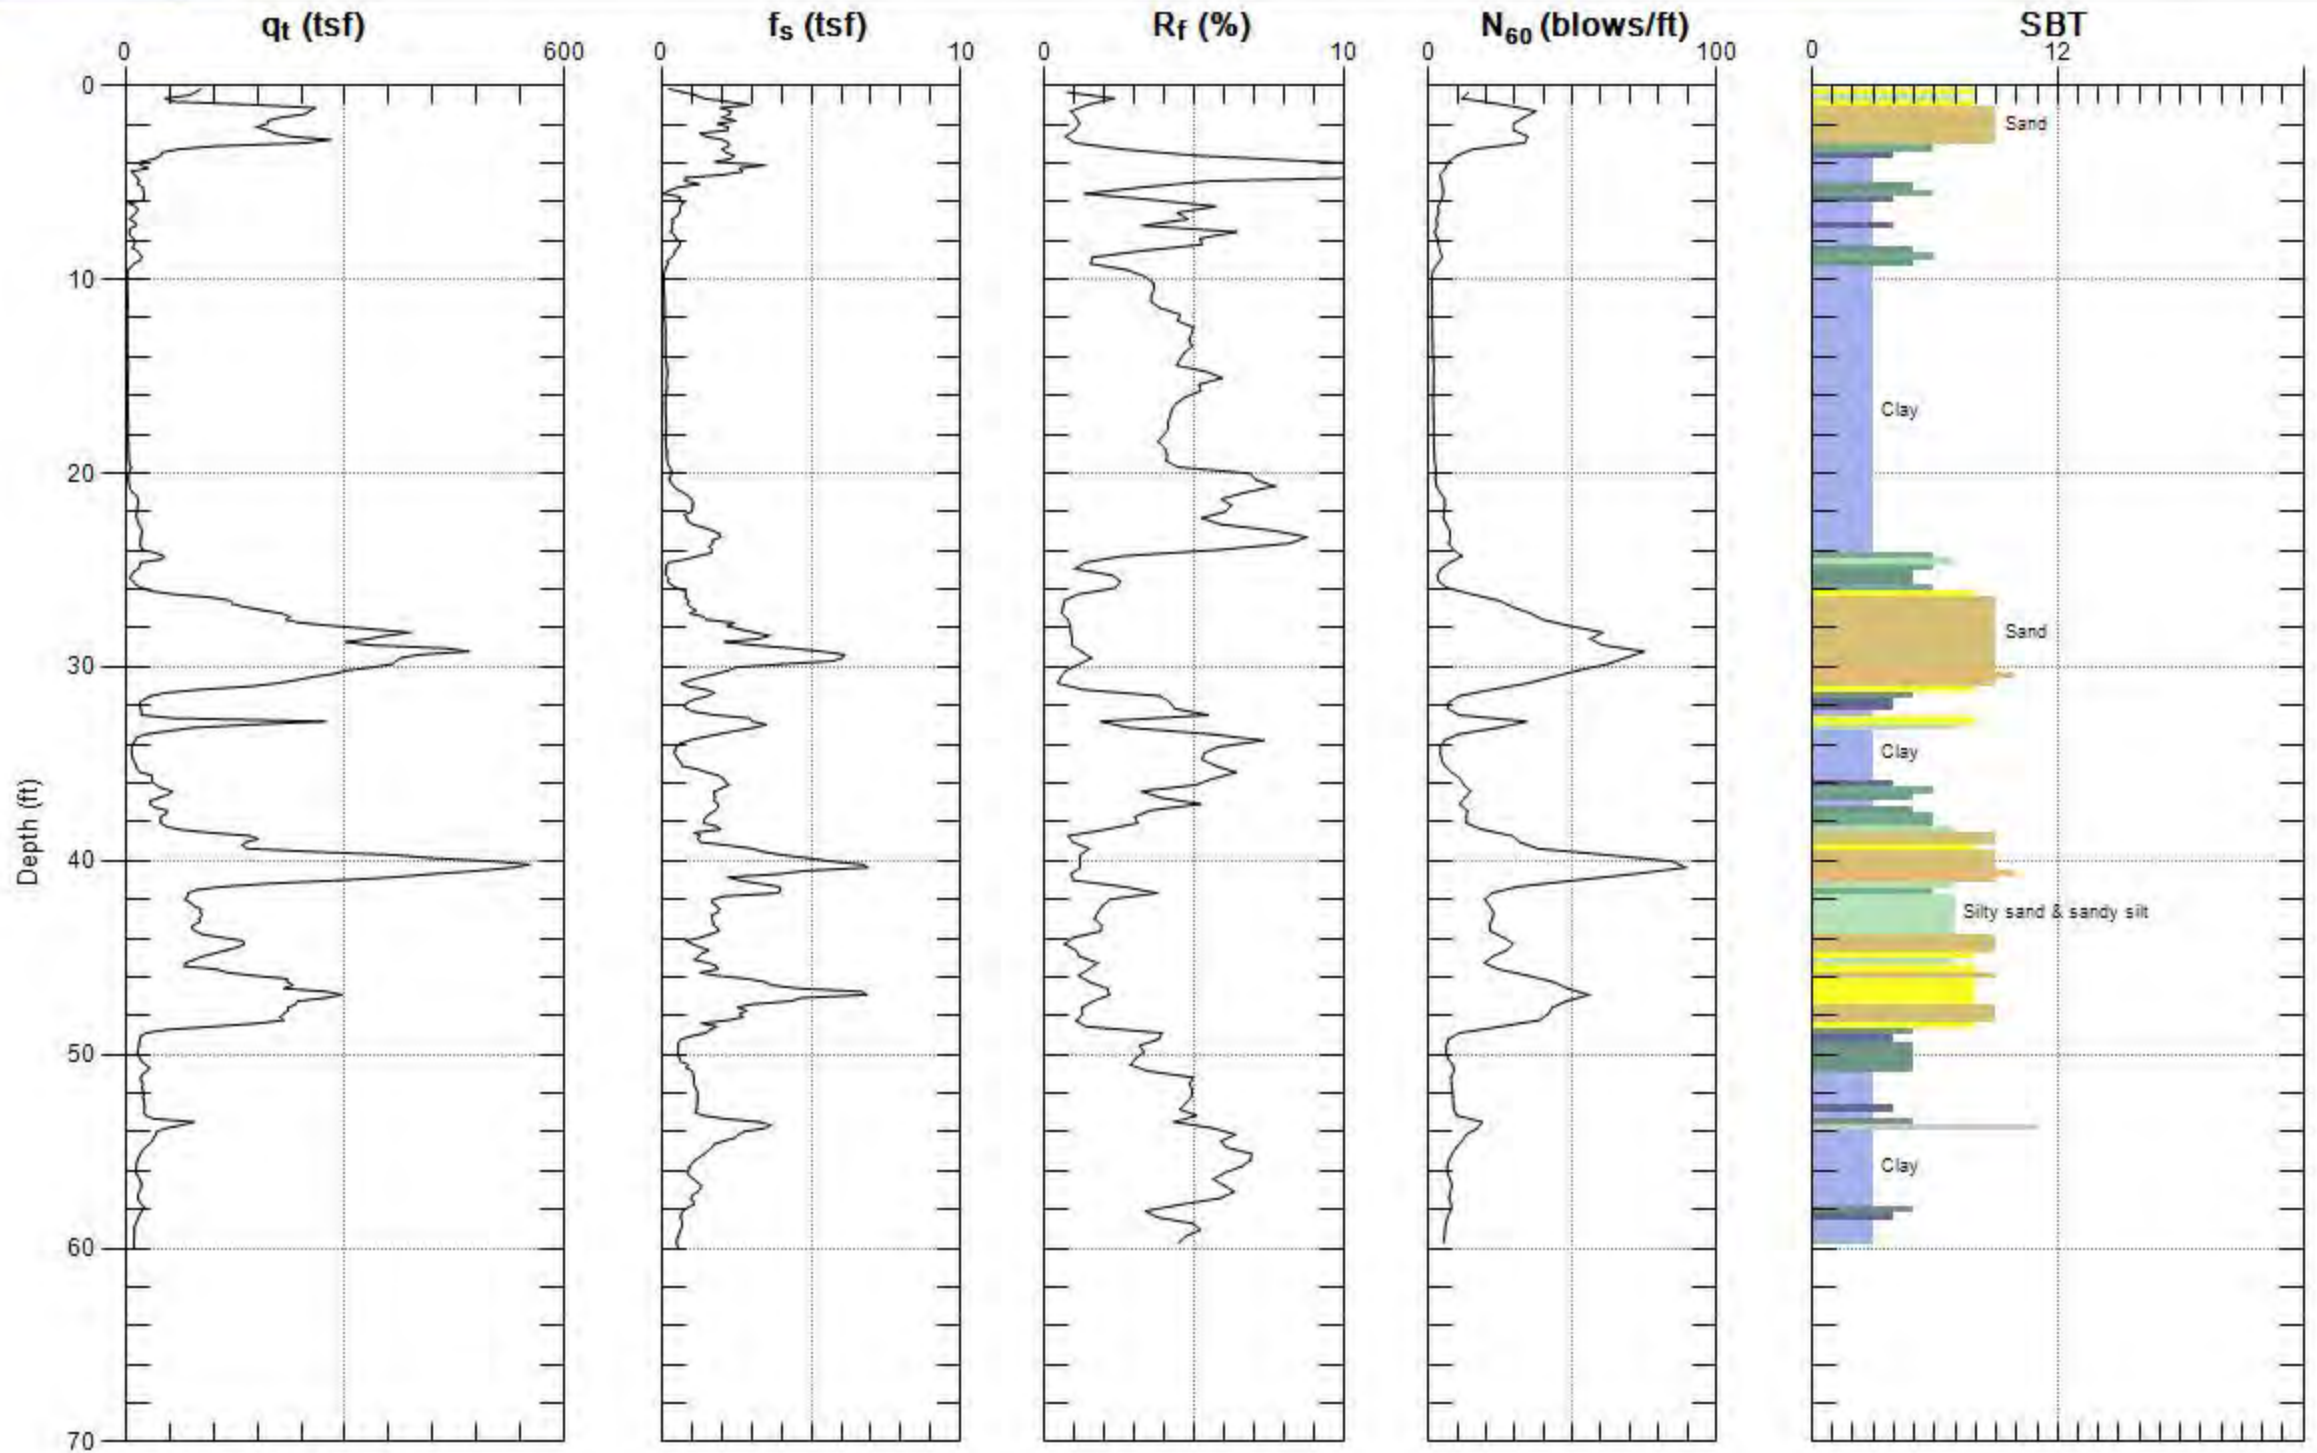 qt (tsf) fs (tsf) Rf (%) N60 (blows/ft) SBT
0 600 0 10 0 10 0 100 0 12
0
Sand
10
Clay
20
Sand
30
Clay
Depth (ft)
40
Silty sand & sandy silt
50
Clay
60
70